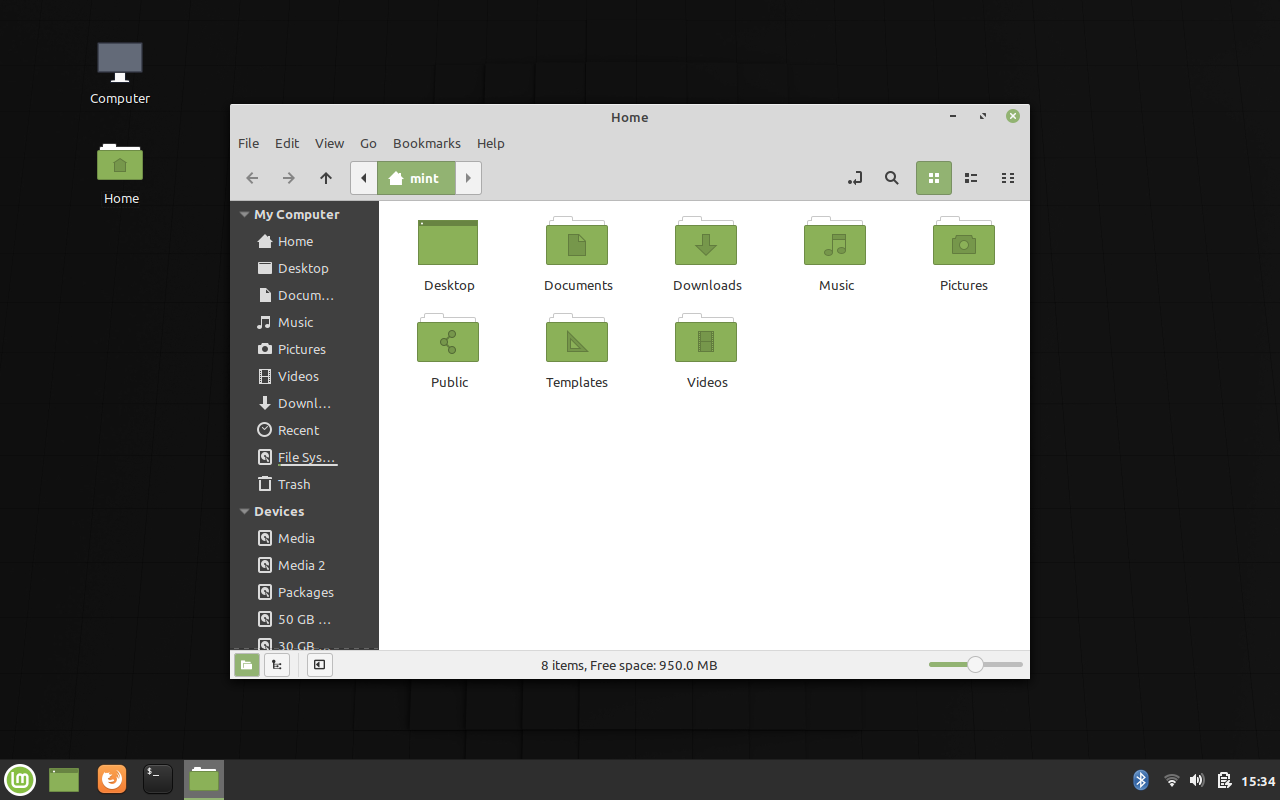 Computer
Home
Home
File Edit View Go Bookmarks Help
mint
My Computer
Home
Desktop
Docum...
Music
Pictures
Videos
Downl...
Recent
File Sys...
Trash
Devices
Media
Media 2
Packages
50 GB ...
30 GB ...
Desktop Documents Downloads Music Pictures
Public Templates Videos
8 items, Free space: 950.0 MB
$_
15:34